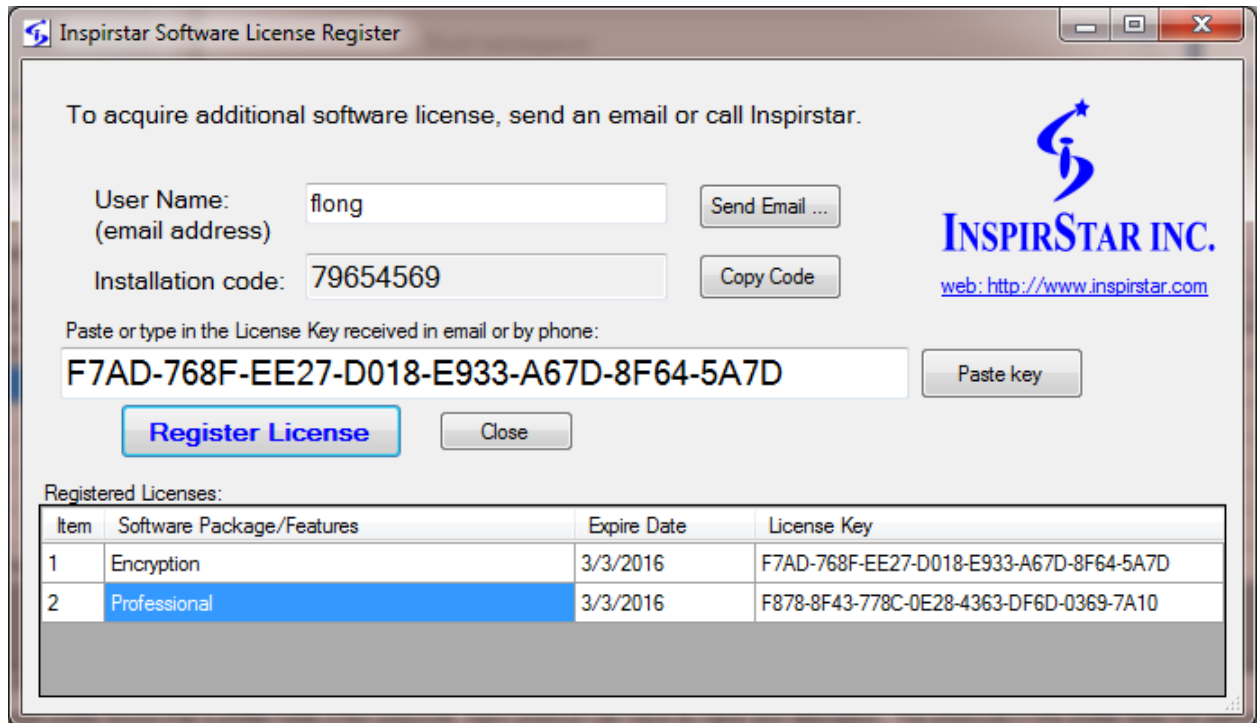 Inspirstar Software License Register
To acquire additional software license, send an email or call Inspirstar.
User Name:
(email address)
flong
Send Email ...
INSPIRSTAR INC.
Installation code:
79654569
Copy Code
web: http://www.inspirstar.com
Paste or type in the License Key received in email or by phone:
F7AD-768F-EE27-D018-E933-A67D-8F64-5A7D
Paste key
Register License
Close
Registered Licenses:
Item Software Package/Features Expire Date License Key
1 Encryption 3/3/2016 F7AD-768F-EE27-D018-E933-A67D-8F64-5A7D
2 Professional 3/3/2016 F878-8F43-778C-0E28-4363-DF6D-0369-7A10